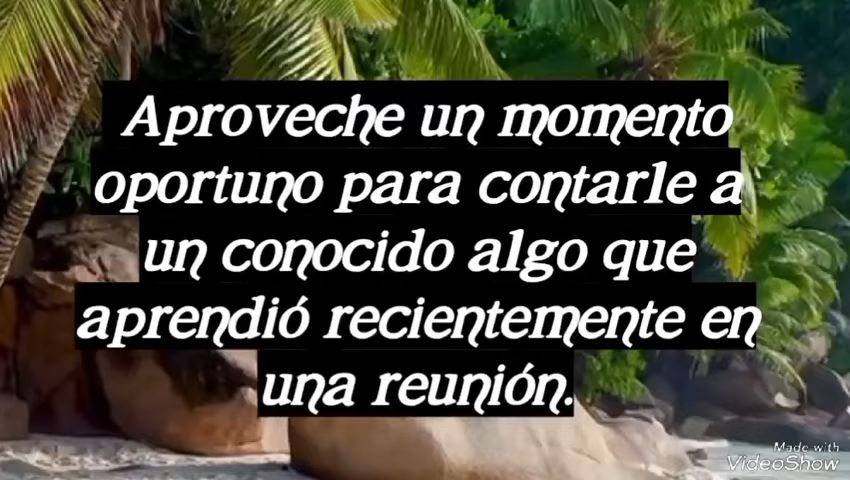 Aproveche un momento
oportuno para contarle a
un conocido algo que
aprendió recientemente en
una reunión.
Made with
VideoShow